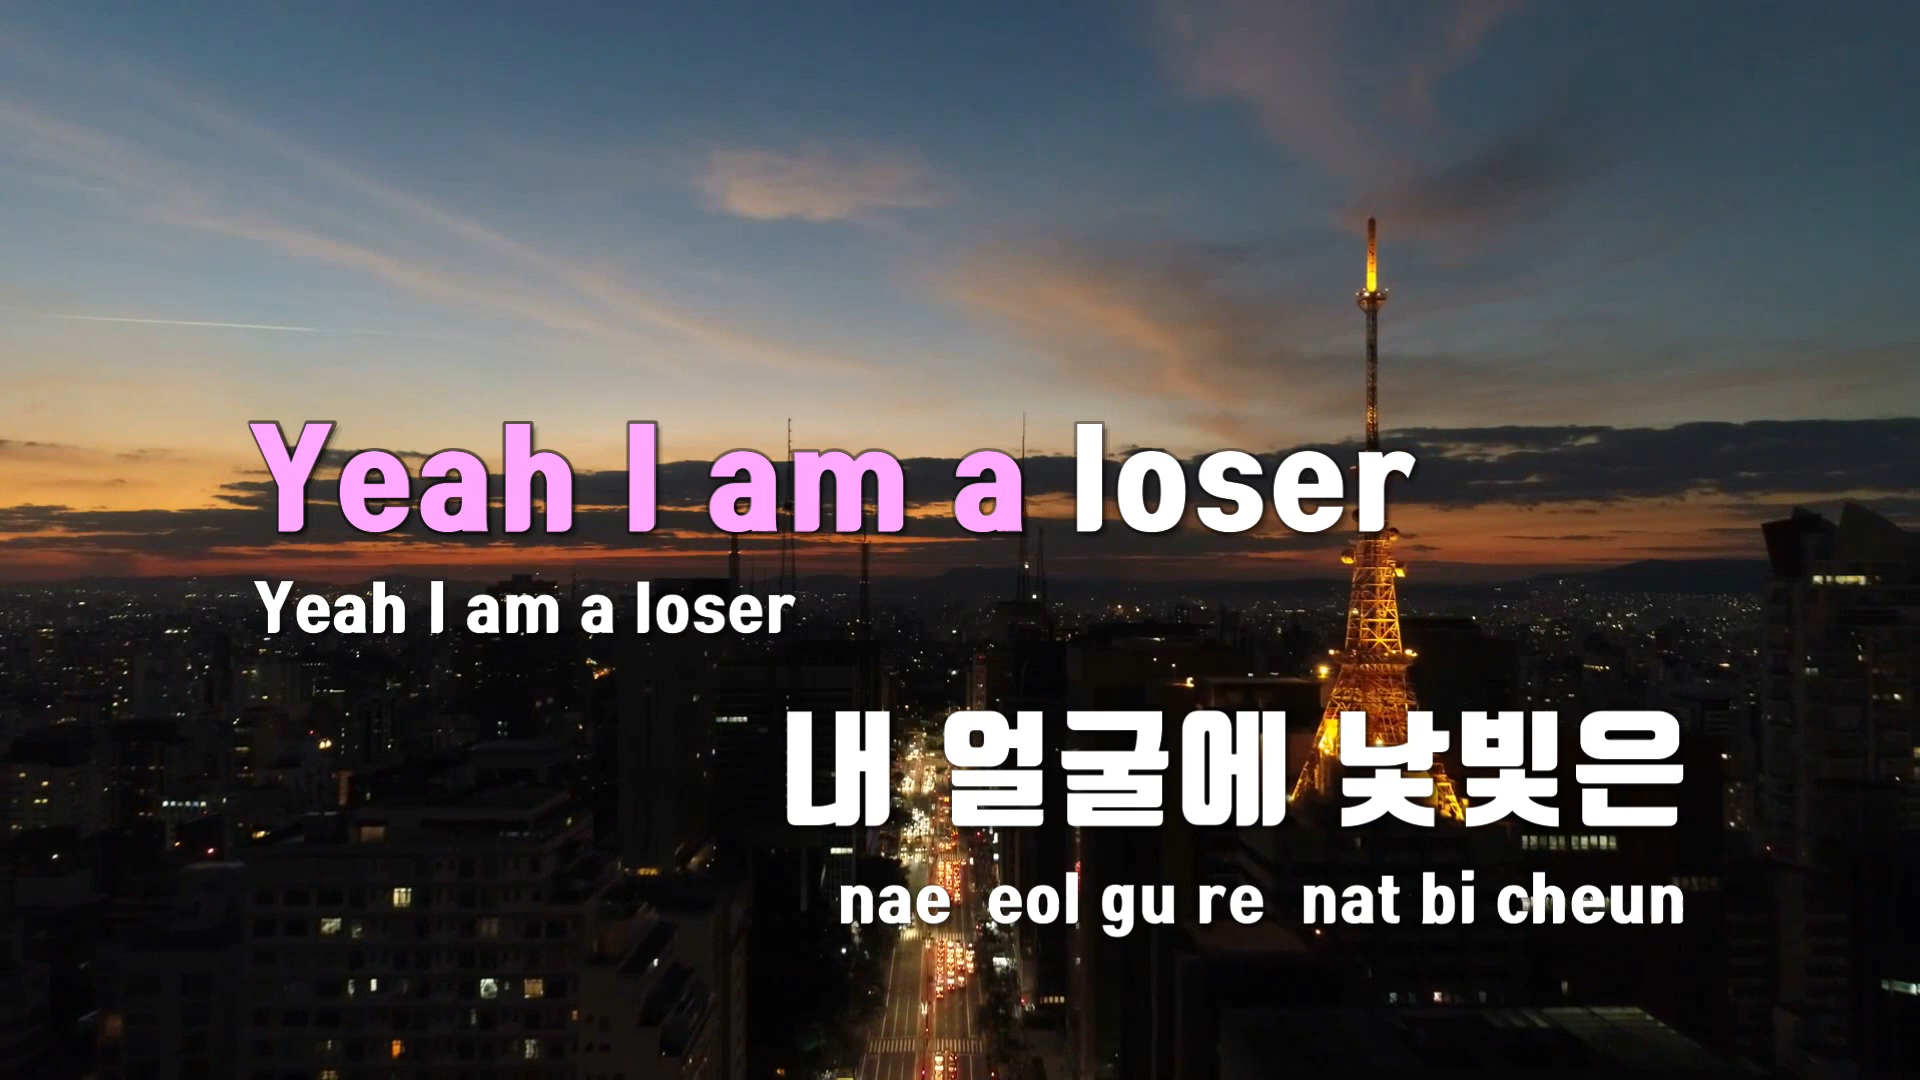 Yeah I am a loser
Yeah I am a loser
내 얼굴에 낯빛은
nae eol gu re nat bi cheun